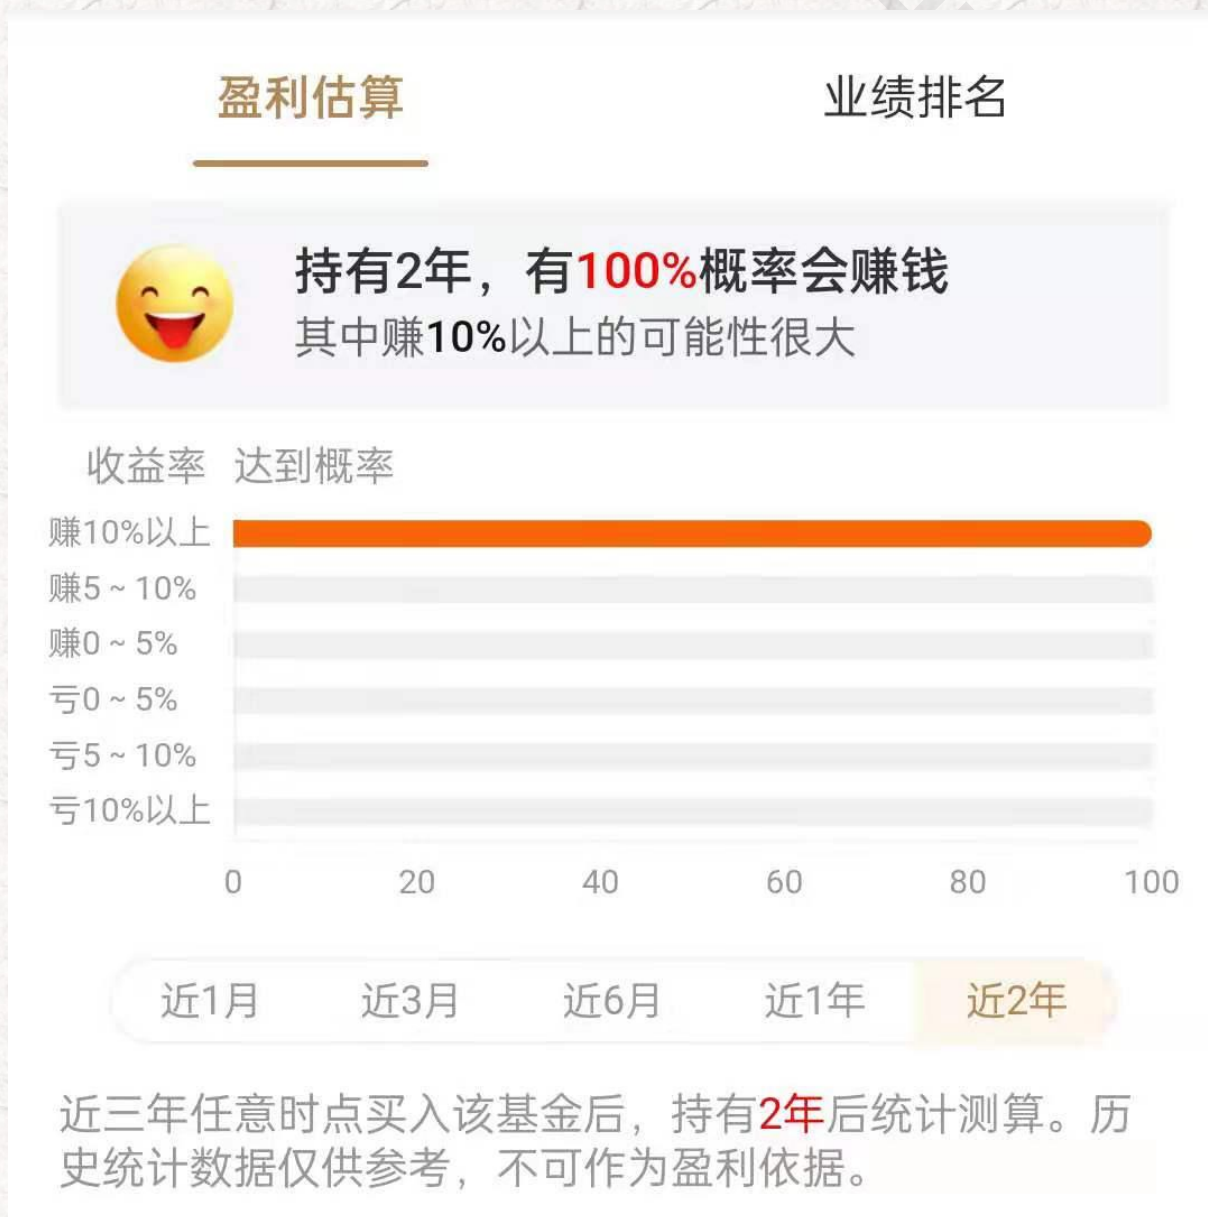 盈利估算 业绩排名
持有2年，有100%概率会赚钱
其中赚10%以上的可能性很大
收益率 达到概率
赚10%以上
赚5 ~ 10%
赚0 ~ 5%
亏0 ~ 5%
亏5 ~ 10%
亏10%以上
0 20 40 60 80 100
近1月 近3月 近6月 近1年 近2年
近三年任意时点买入该基金后，持有2年后统计测算。历
史统计数据仅供参考，不可作为盈利依据。